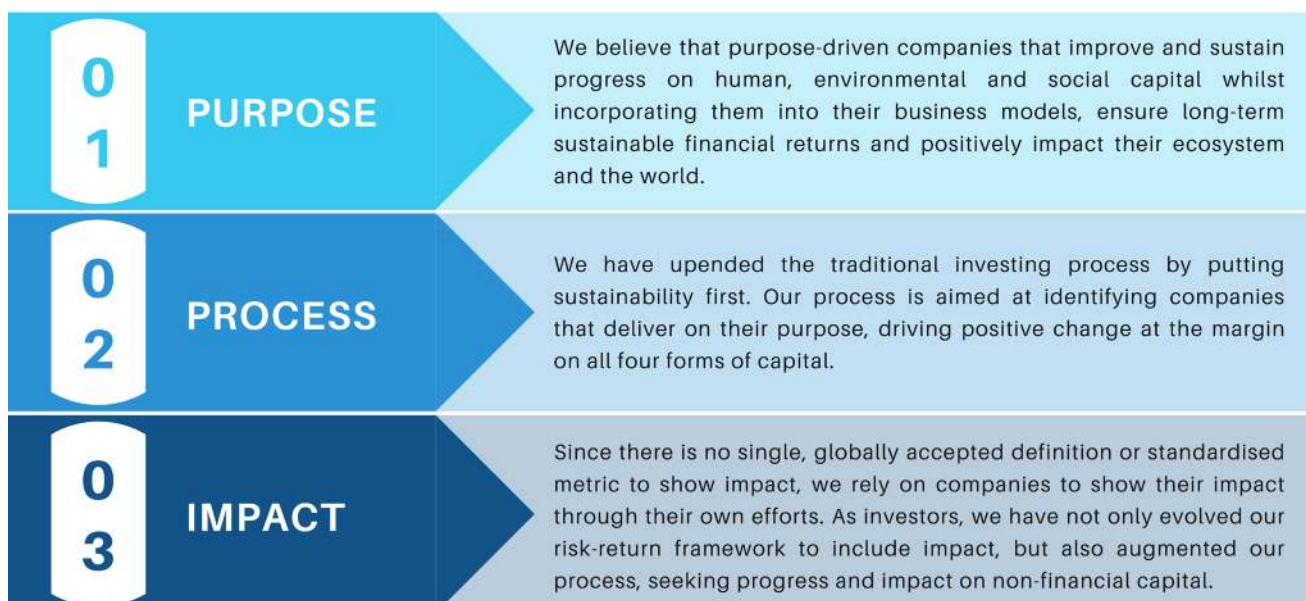 0
1
PURPOSE
We believe that purpose-driven companies that improve and sustain
progress on human, environmental and social capital whilst
incorporating them into their business models, ensure long-term
sustainable financial returns and positively impact their ecosystem
and the world.
0
2
PROCESS
We have upended the traditional investing process by putting
sustainability first. Our process is aimed at identifying companies
that deliver on their purpose, driving positive change at the margin
on all four forms of capital.
0
3
IMPACT
Since there is no single, globally accepted definition or standardised
metric to show impact, we rely on companies to show their impact
through their own efforts. As investors, we have not only evolved our
risk-return framework to include impact, but also augmented our
process, seeking progress and impact on non-financial capital.